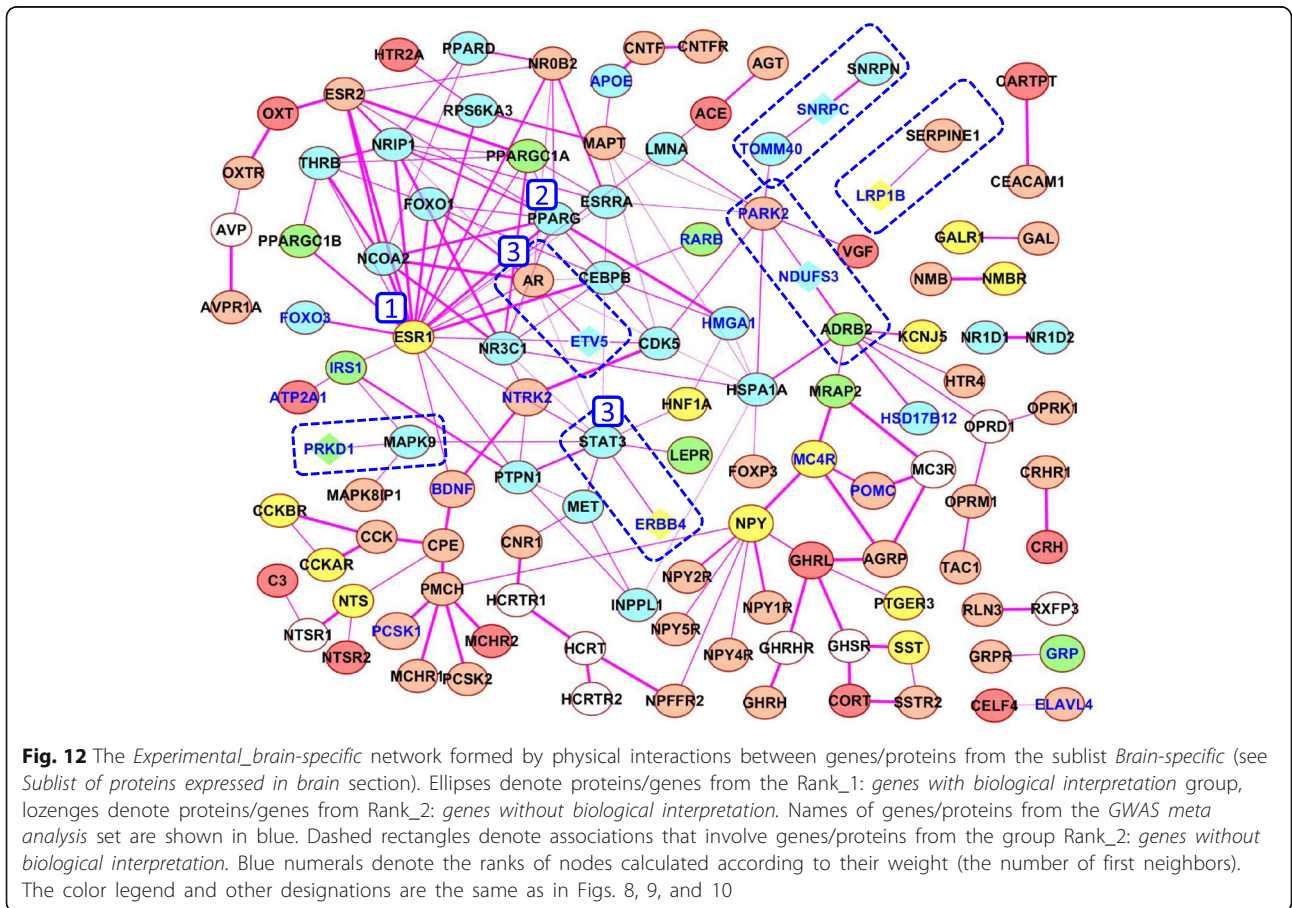 HTR2A
PPARD
NR0B2
CNTF
CNTFR
AGT
SNRPN
APOE
CARTPT
ESR2
RPS6KA3
ACE
SNRPC
OXT
SERPINE1
NRIP1
PPARGC1A
MAPT
LMNA
TOMM40
THRB
OXTR
CEACAM1
2
LRP1B
FOXO1
ESRRA
AVP
PPARG
PARK2
PPARGC1B
RARB
GALR1
GAL
3
VGF
NCOA2
AR
CEBPB
NDUFS3
NMB
NMBR
AVPR1A
1
FOXO3
ESR1
HMGA1
ADRB2
KCNJ5
NR1D1
NR1D2
NR3C1
ETV5
CDK5
IRS1
HTR4
ATP2A1
NTRK2
HSPA1A
MRAP2
HNF1A
OPRK1
3
HSD17B12
OPRD1
PRKD1
MAPK9
STAT3
LEPR
MC4R
MC3R
FOXP3
CRHR1
MAPK8IP1
BDNF
PTPN1
POMC
OPRM1
CCKBR
MET
ERBB4
NPY
CCK
CPE
CNR1
CRH
CCKAR
GHRL
AGRP
TAC1
C3
NTS
PMCH
HCRTR1
NPY2R
INPPL1
NPY1R
PTGER3
RLN3
RXFP3
NTSR1
PCSK1
NPY5R
MCHR2
HCRT
NPY4R
GHRHR
GHSR
SST
GRPR
GRP
NTSR2
MCHR1
PCSK2
HCRTR2
NPFFR2
GHRH
CORT
SSTR2
CELF4
ELAVL4
Fig. 12 The Experimental_brain-specific network formed by physical interactions between genes/proteins from the sublist Brain-specific (see
Sublist of proteins expressed in brain section). Ellipses denote proteins/genes from the Rank_1: genes with biological interpretation group,
lozenges denote proteins/genes from Rank_2: genes without biological interpretation. Names of genes/proteins from the GWAS meta
analysis set are shown in blue. Dashed rectangles denote associations that involve genes/proteins from the group Rank_2: genes without
biological interpretation. Blue numerals denote the ranks of nodes calculated according to their weight (the number of first neighbors).
The color legend and other designations are the same as in Figs. 8, 9, and 10